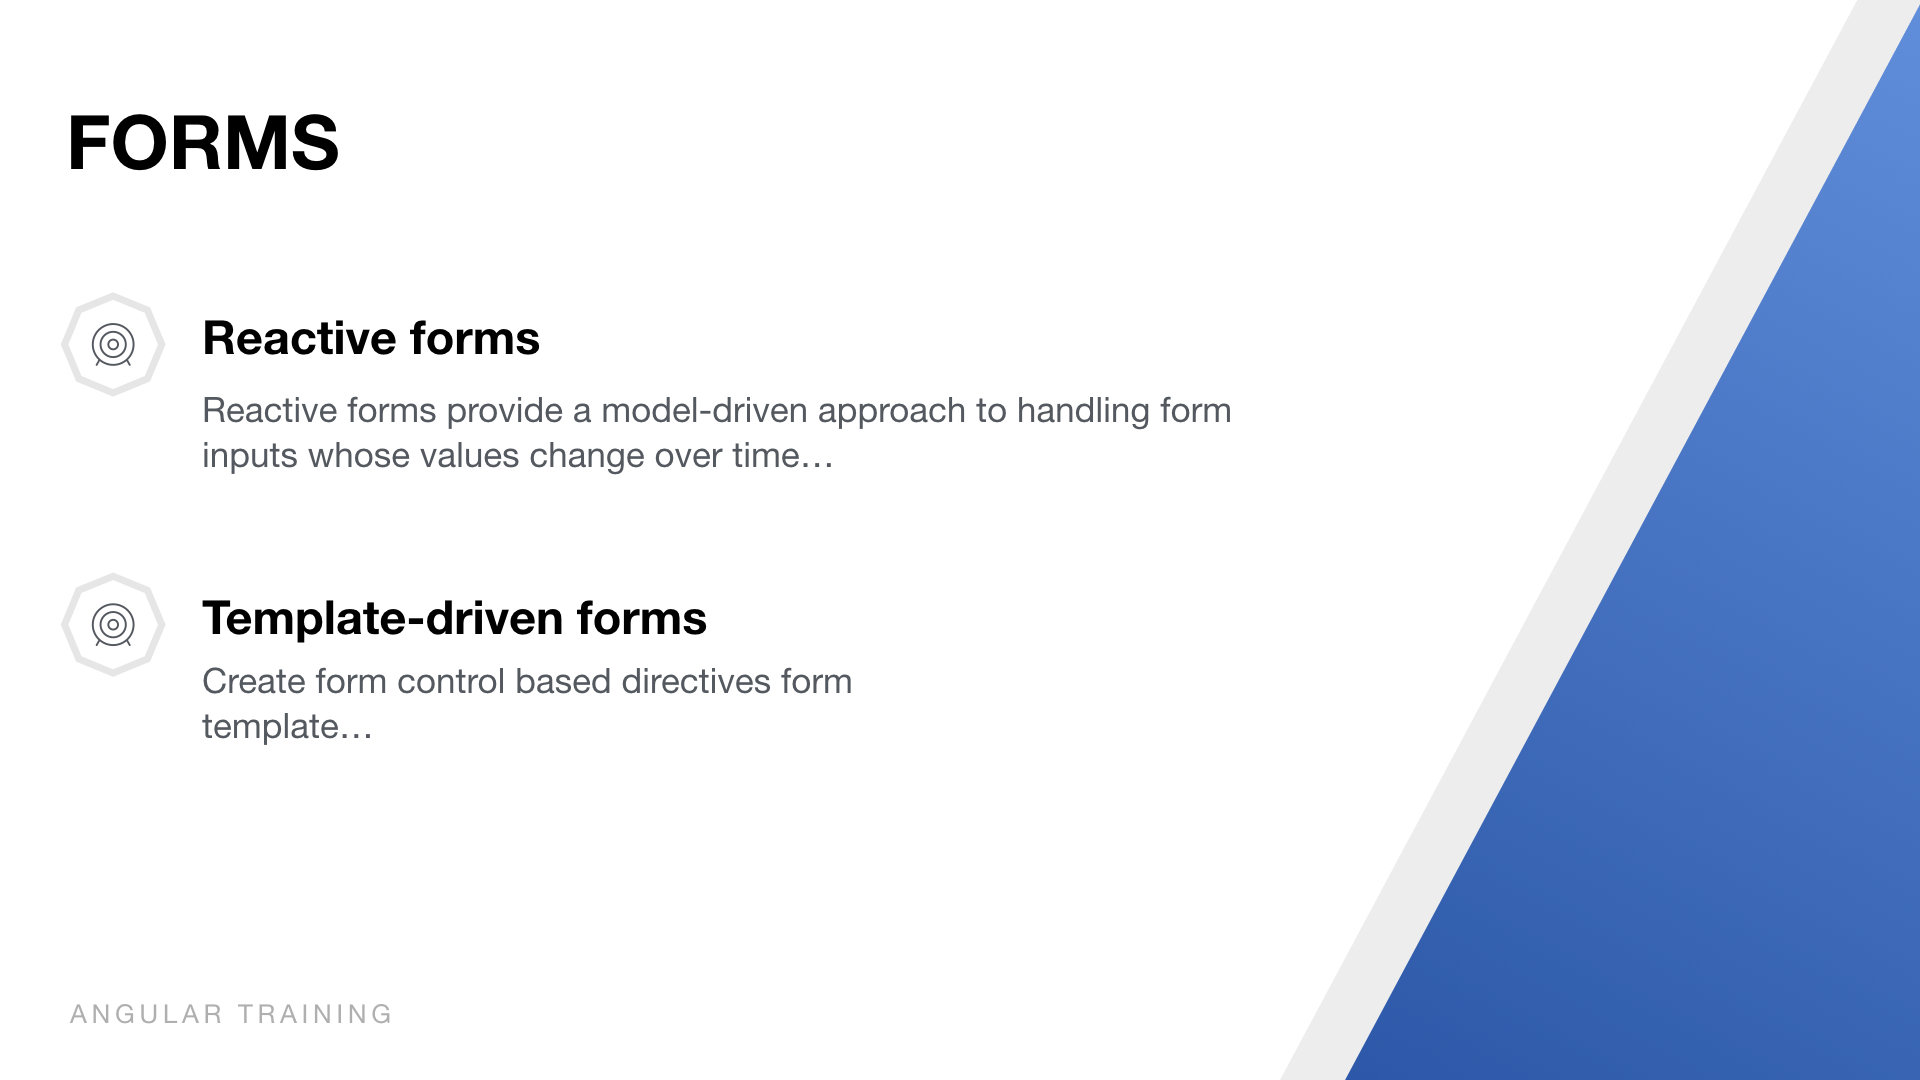 FORMS
Reactive forms
Reactive forms provide a model-driven approach to handling form
inputs whose values change over time…
Template-driven forms
Create form control based directives form
template…
ANGULAR TRAINING